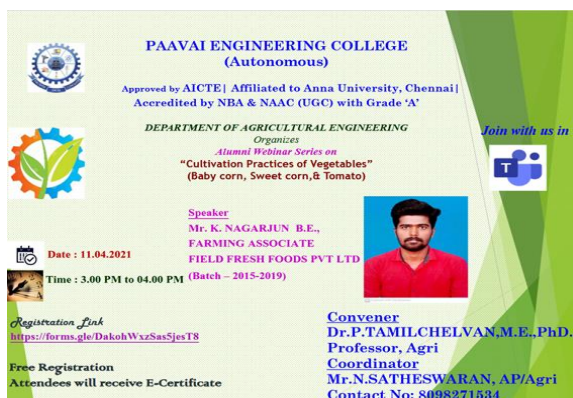 PAAVAI ENGINEERING COLLEGE
(Autonomous)
Approved by AICTE| Affiliated to Anna University, Chennai|
Accredited by NBA & NAAC (UGC) with Grade ‘A’
DEPARTMENT OF AGRICULTURAL ENGINEERING
Organizes
Alumni Webinar Series on
“Cultivation Practices of Vegetables”
(Baby corn, Sweet corn,& Tomato)
Join with us in
T
Speaker
Mr. K. NAGARJUN B.E.,
FARMING ASSOCIATE
FIELD FRESH FOODS PVT LTD
(Batch – 2015-2019)
Date : 11.04.2021
Time : 3.00 PM to 04.00 PM
Registration Link
https://forms.gle/DakohWxzSas5jesT8
Free Registration
Attendees will receive E-Certificate
Convener
Dr.P.TAMILCHELVAN,M.E.,PhD.
Professor, Agri
Coordinator
Mr.N.SATHESWARAN, AP/Agri
Contact No: 8098271534